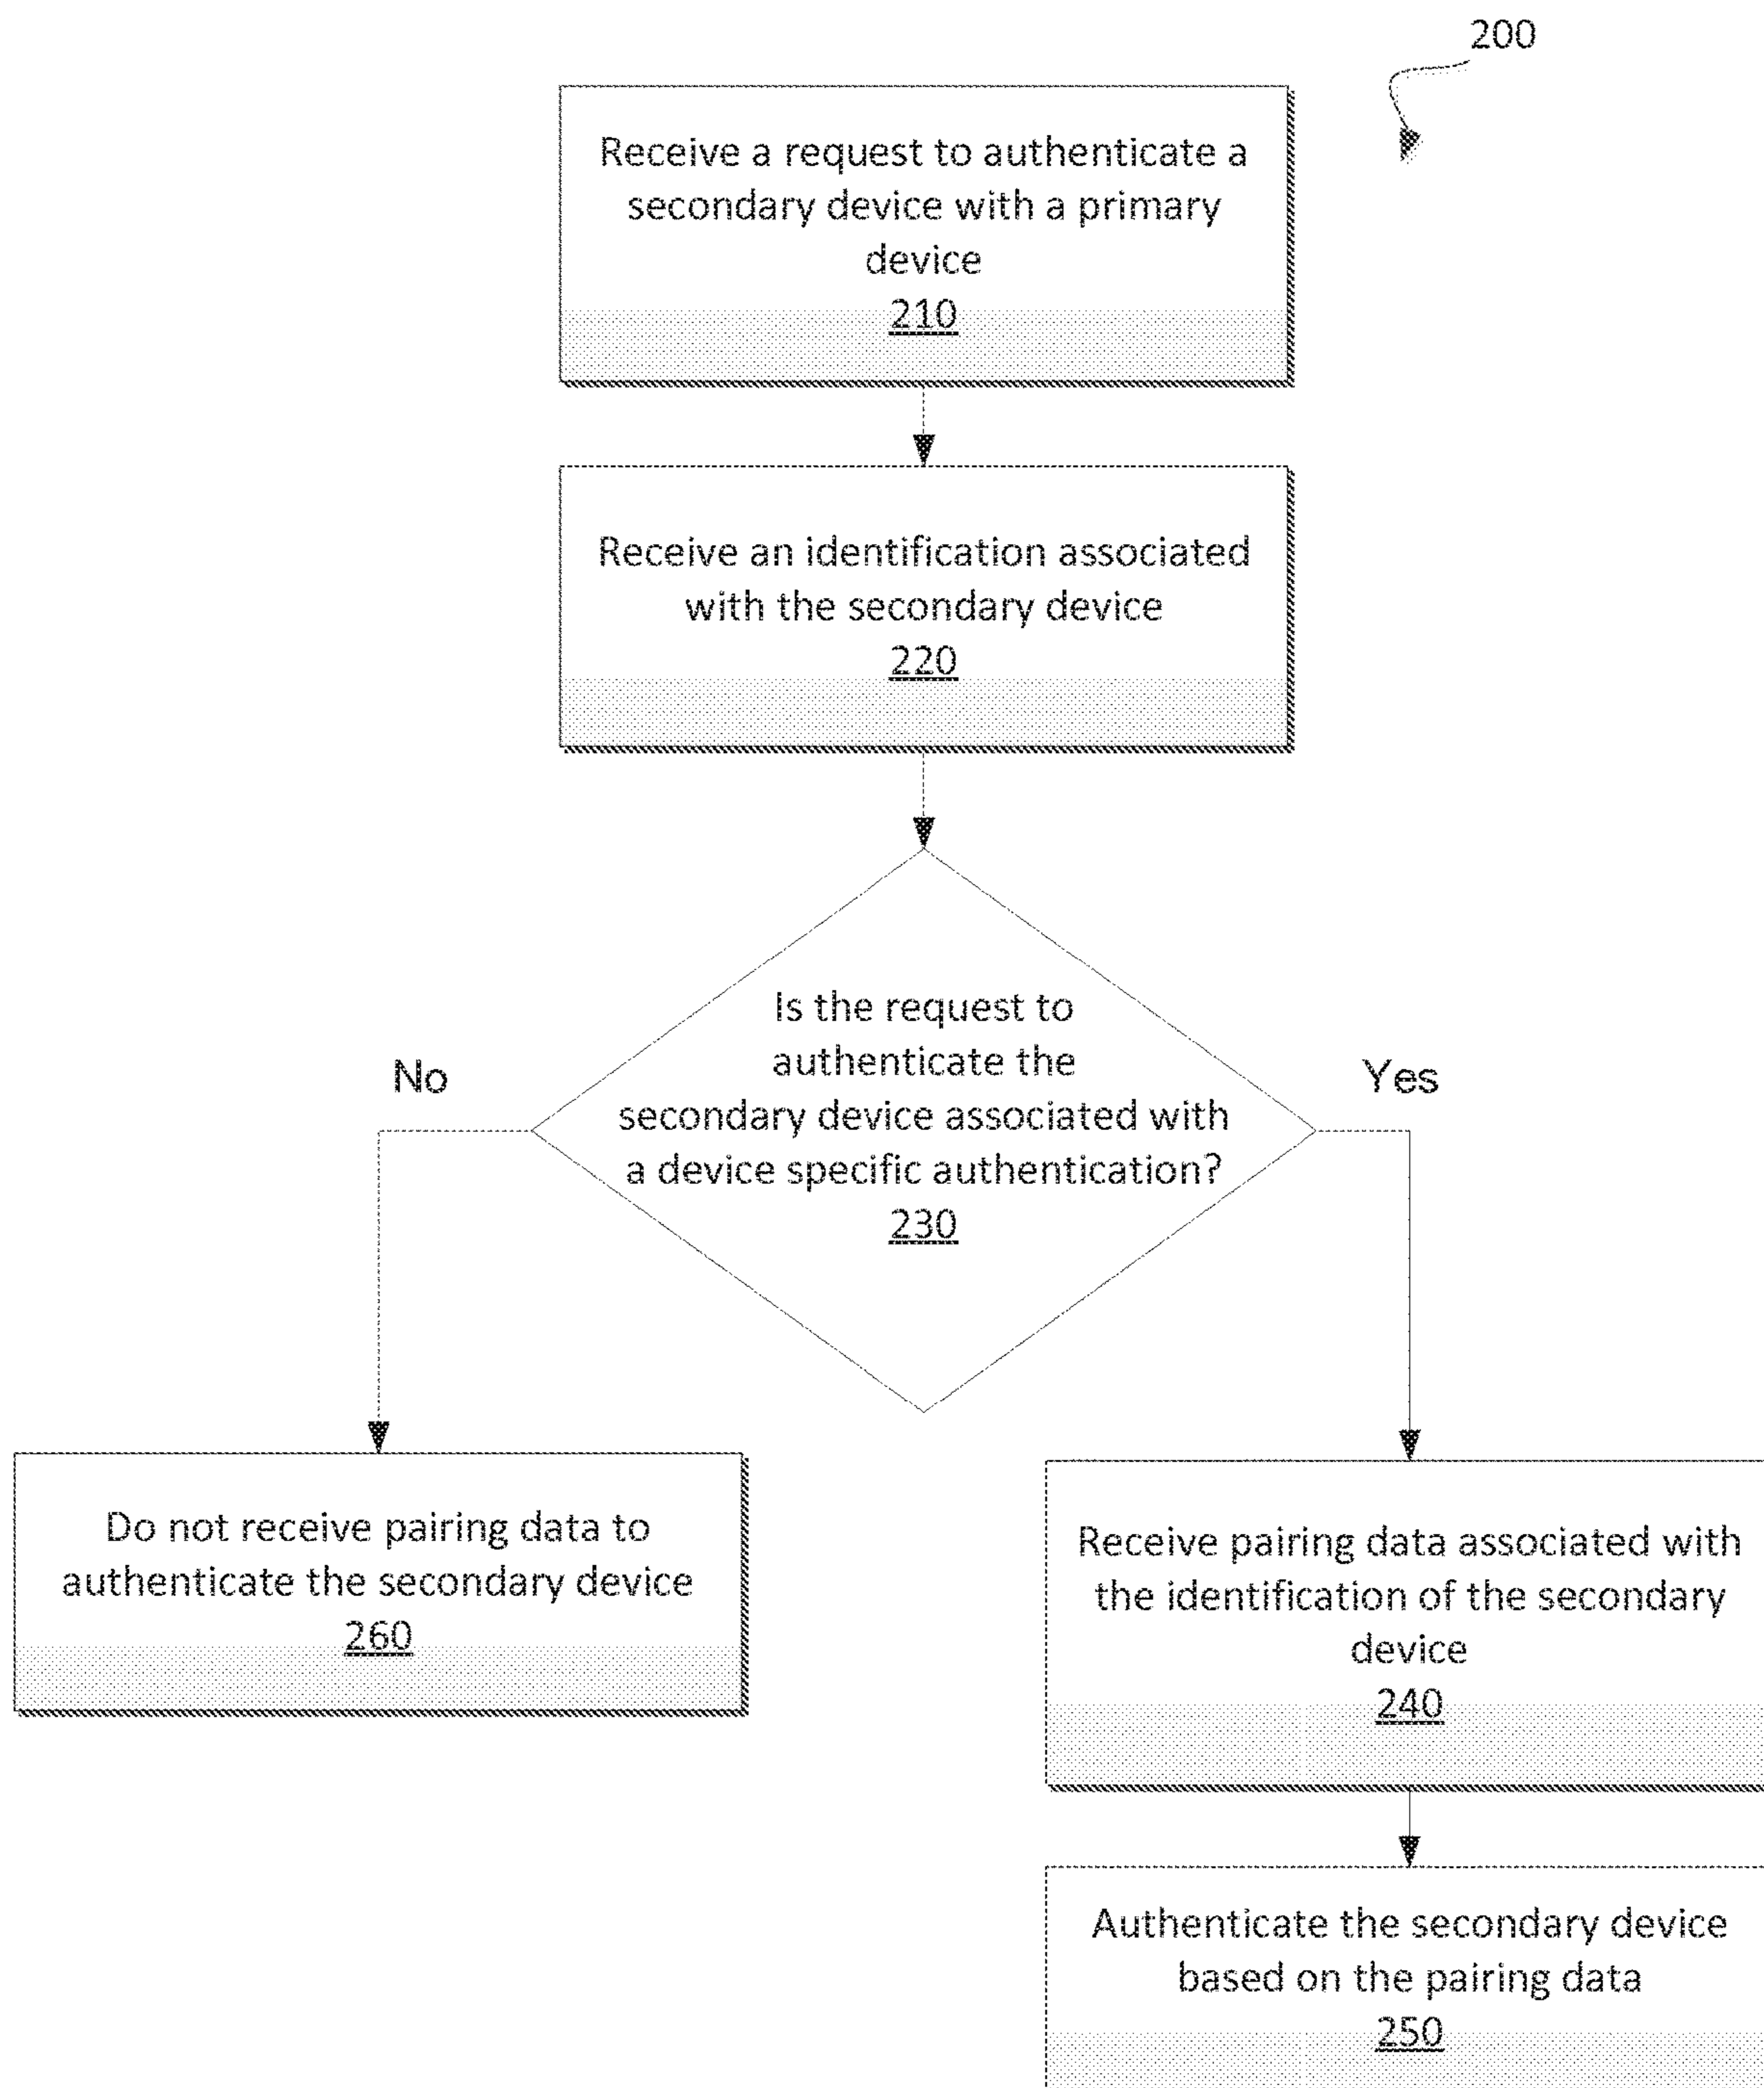 200
Receive a request to authenticate a
secondary device with a primary
device
210
Receive an identification associated
with the secondary device
220
Is the request to
authenticate the
secondary device associated with
a device specific authentication?
230
No
Yes
Do not receive pairing data to
authenticate the secondary device
260
Receive pairing data associated with
the identification of the secondary
device
240
Authenticate the secondary device
based on the pairing data
250